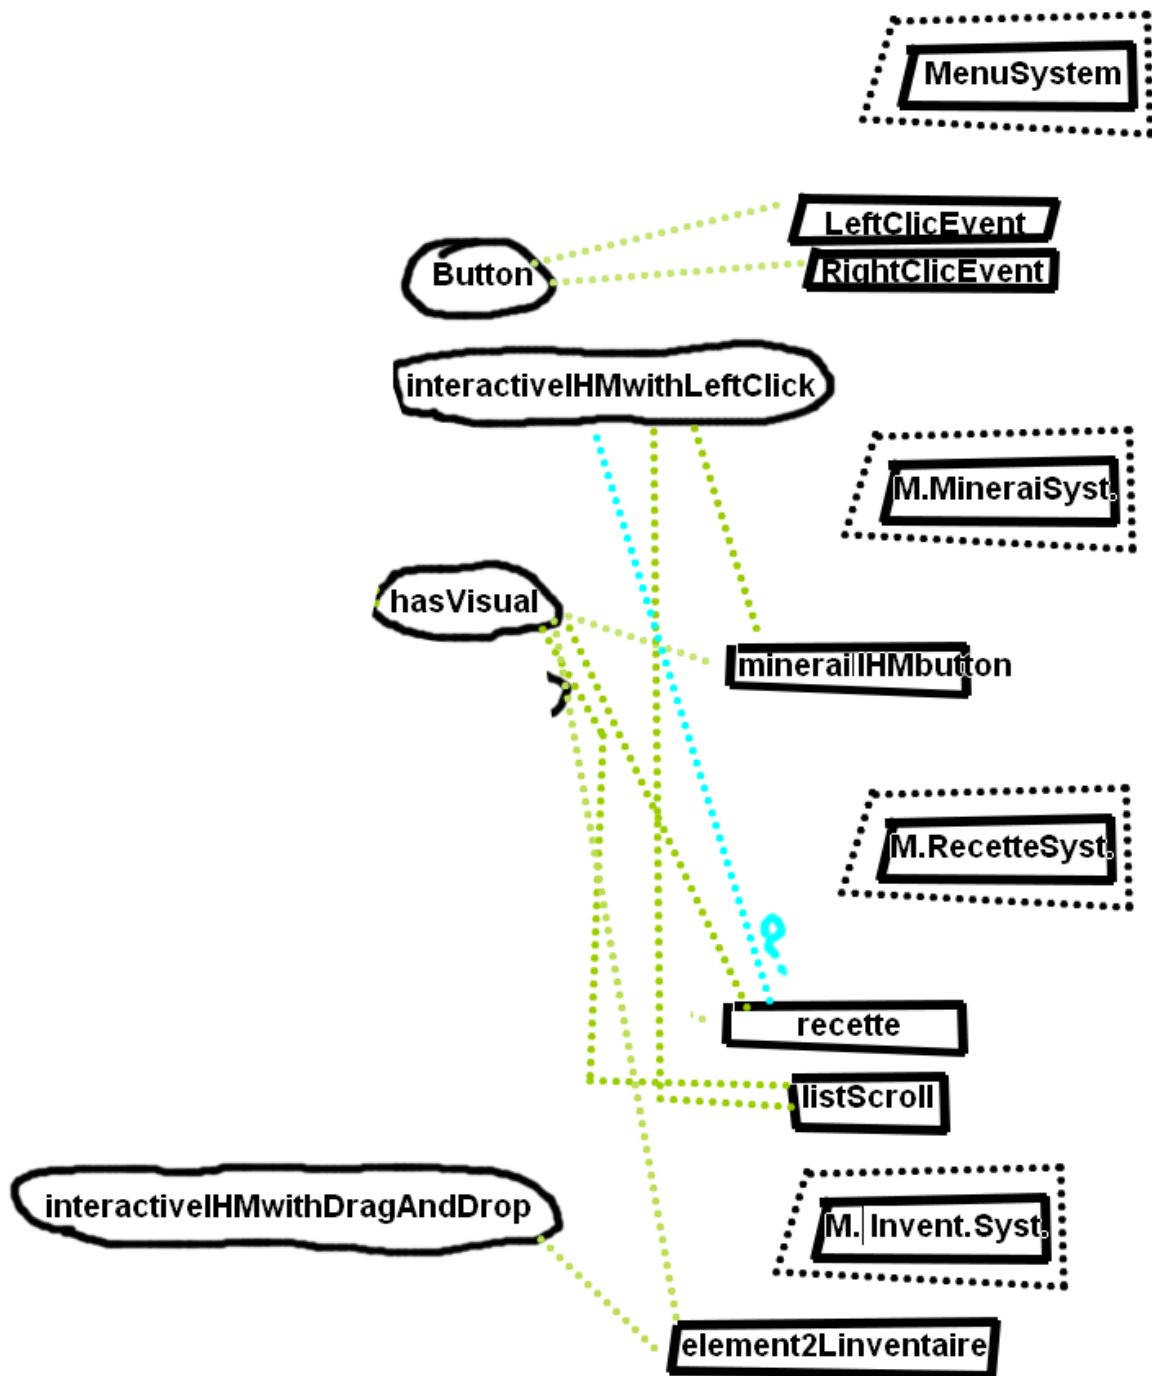 MenuSystem
LeftClicEvent
Button
RightClicEvent
interactiveIHMwithLeftClick
M.MineraiSyst.
hasVisual
mineraiIHMbutton
M.RecetteSyst.
?
recette
listScroll
interactiveIHMwithDragAndDrop
M. Invent.Syst.
element2Linventaire